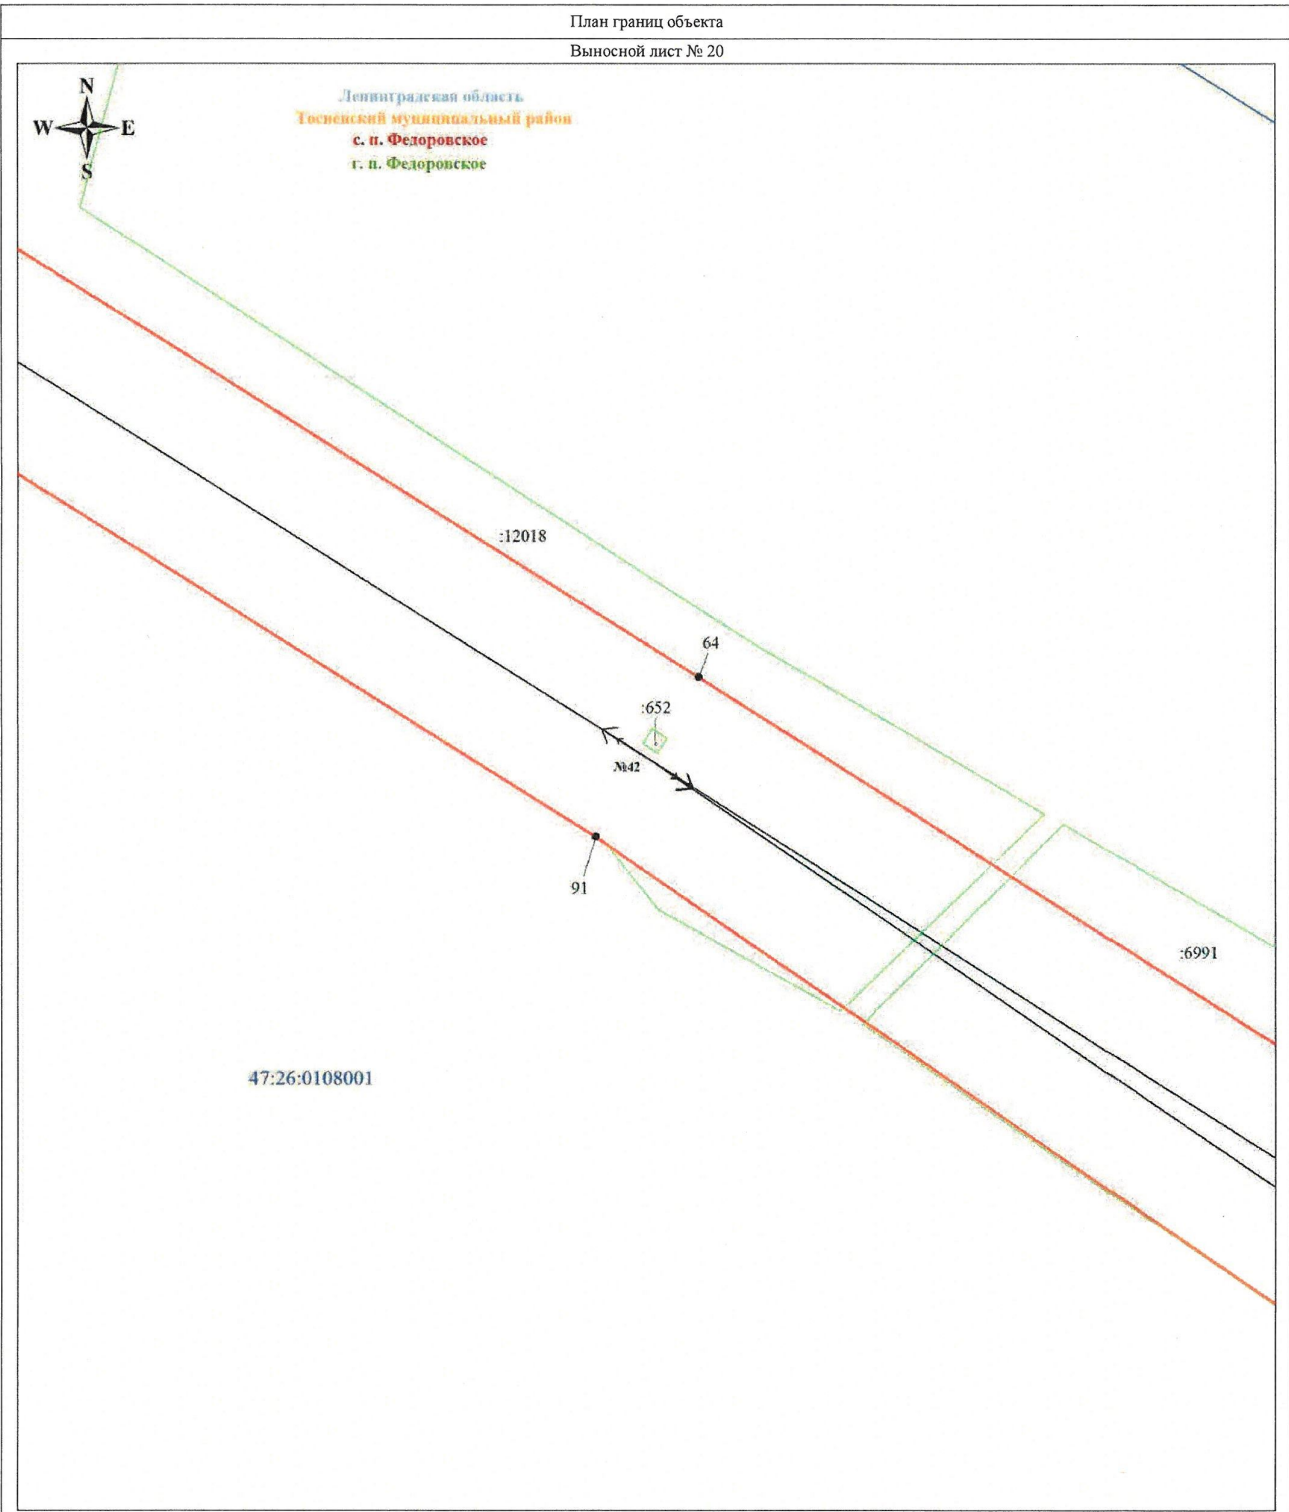 План границ объекта
Выносной лист № 20
N
W E
S
Ленинградская область
Тосненский муниципальный район
с. п. Федоровское
г. п. Федоровское
:12018
64
:652
№42
91
:6991
47:26:0108001